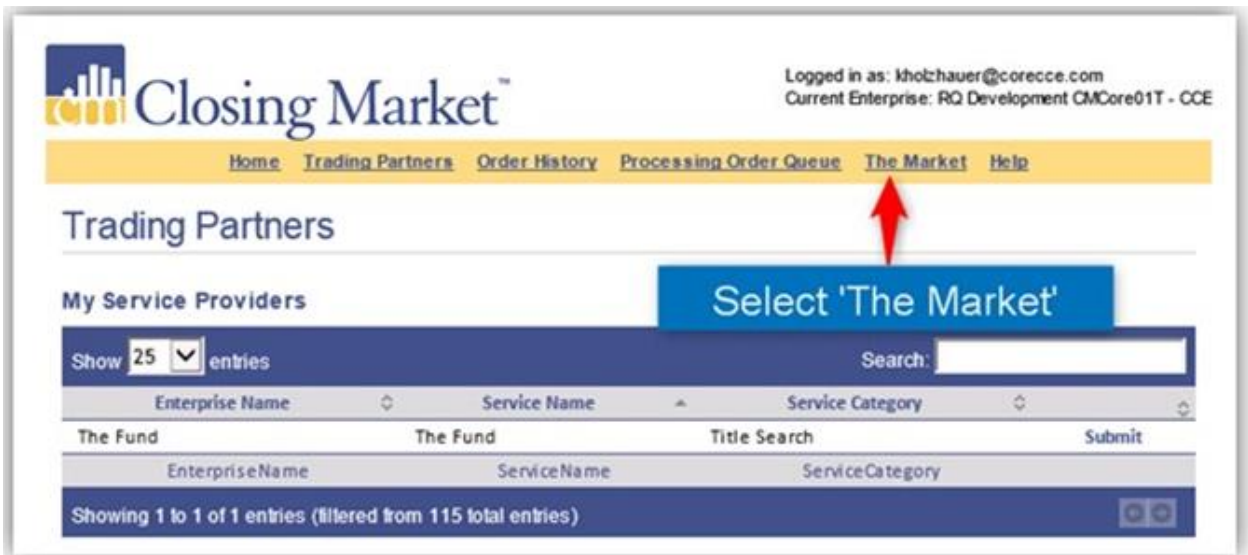 cm Closing Market™
Logged in as: kholzhauer@corecce.com
Current Enterprise: RQ Development CMCore01T - CCE
Home Trading Partners Order History Processing Order Queue The Market Help
Trading Partners
Select 'The Market'
My Service Providers
Show 25 entries Search:
Enterprise Name Service Name Service Category
The Fund The Fund Title Search Submit
EnterpriseName ServiceName ServiceCategory
Showing 1 to 1 of 1 entries (filtered from 115 total entries)